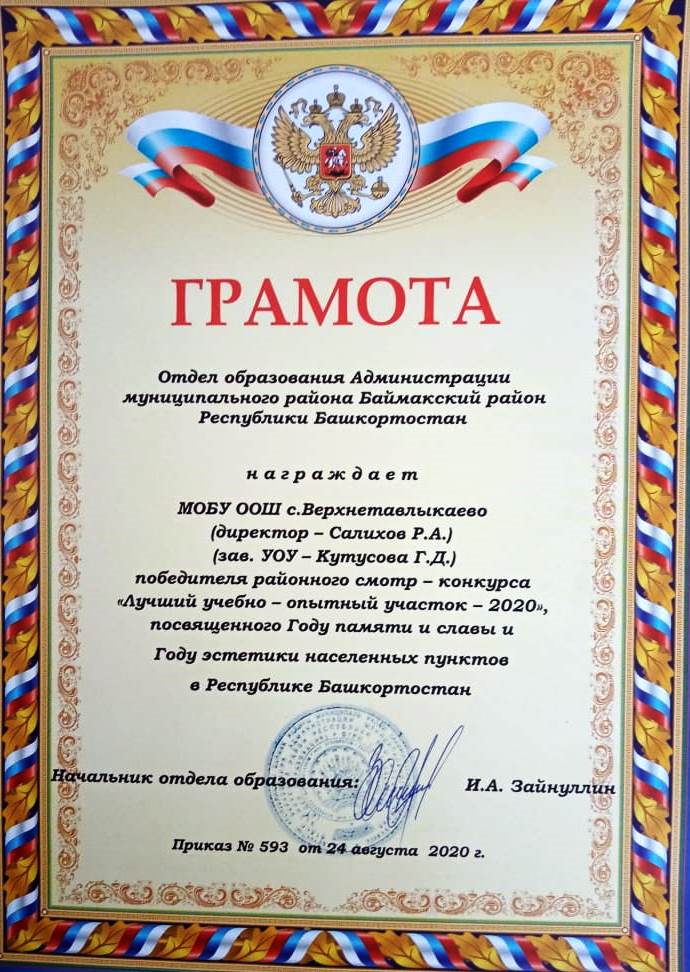 ГРАМОТА
Отдел образования Администрации
муниципального района Баймакский район
Республики Башкортостан
н а г р а ж д а е т
МОБУ ООШ с.Верхнетавлыкаево
(директор – Салихов Р.А.)
(зав. УОУ – Кутусова Г.Д.)
победителя районного смотр – конкурса
«Лучший учебно – опытный участок – 2020»,
посвященного Году памяти и славы и
Году эстетики населенных пунктов
в Республике Башкортостан
Начальник отдела образования: И.А. Зайнуллин
Приказ № 593 от 24 августа 2020 г.